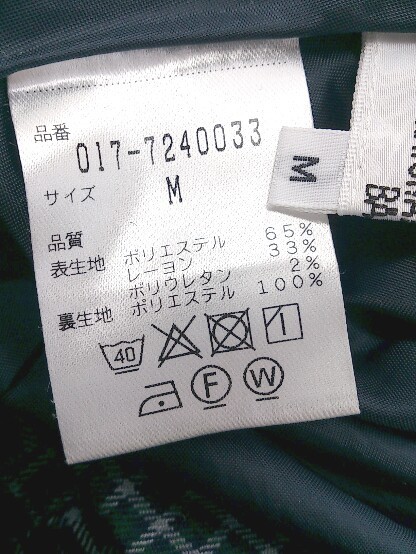 品番
017-7240033
サイズ M
品質
表生地 ポリエステル 65%
レーヨン 33%
ポリウレタン 2%
裏生地 ポリエステル 100%
40
F W
M